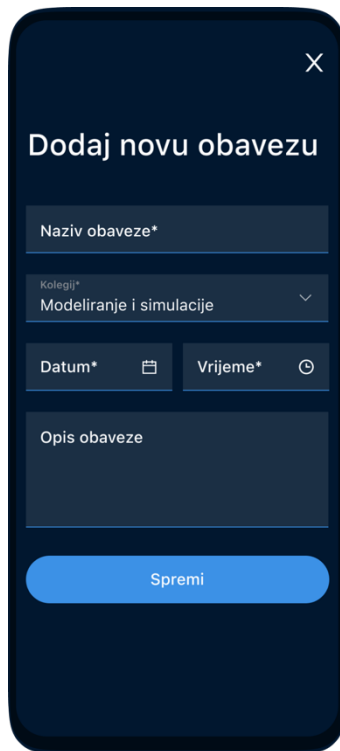 Dodaj novu obavezu
Naziv obaveze*
Kolegij*
Modeliranje i simulacije
Datum* Vrijeme*
Opis obaveze
Spremi